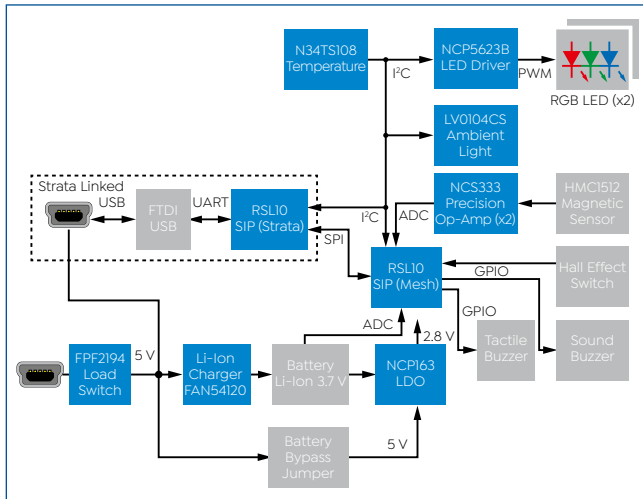 N34TS108
Temperature
I²C
NCP5623B
LED Driver
PWM
RGB LED (x2)
LV0104CS
Ambient
Light
Strata Linked
USB
FTDI
USB
UART
RSL10
SIP (Strata)
I²C
ADC
NCS333
Precision
Op-Amp (x2)
HMC1512
Magnetic
Sensor
SPI
RSL10
SIP (Mesh)
GPIO
Hall Effect
Switch
GPIO
ADC
2.8 V
Tactile
Buzzer
Sound
Buzzer
FPF2194
Load
Switch
5 V
Li-Ion
Charger
FAN54120
Battery
Li-Ion 3.7 V
NCP163
LDO
Battery
Bypass
Jumper
5 V